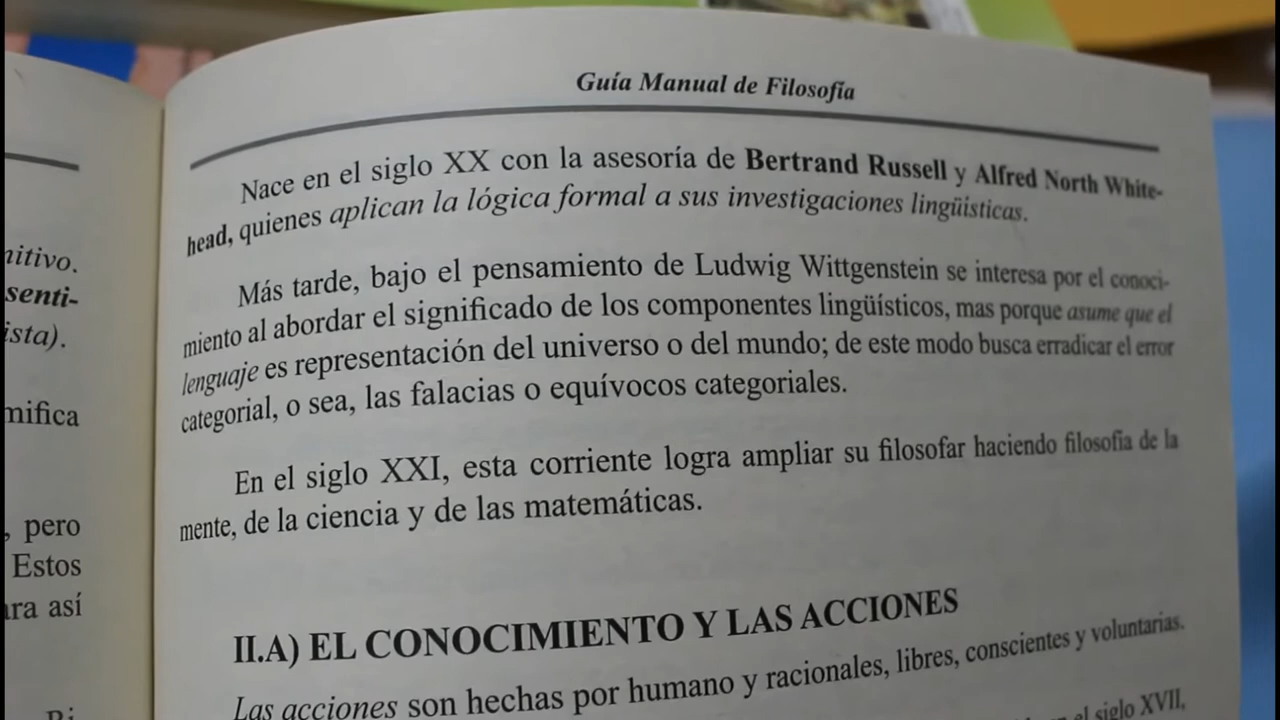 nitivo.
senti-
ista).
nifica
, pero
Estos
ara así
Guía Manual de Filosofía
Nace en el siglo XX con la asesoría de Bertrand Russell y Alfred North White-
head, quienes aplican la lógica formal a sus investigaciones lingüisticas.
Más tarde, bajo el pensamiento de Ludwig Wittgenstein se interesa por el conoci-
miento al abordar el significado de los componentes lingüísticos, mas porque asume que el
lenguaje es representación del universo o del mundo; de este modo busca erradicar el error
categorial, o sea, las falacias o equívocos categoriales.
En el siglo XXI, esta corriente logra ampliar su filosofar haciendo filosofía de la
mente, de la ciencia y de las matemáticas.
II.A) EL CONOCIMIENTO Y LAS ACCIONES
Las acciones son hechas por humano y racionales, libres, conscientes y voluntarias.
el siglo XVII,